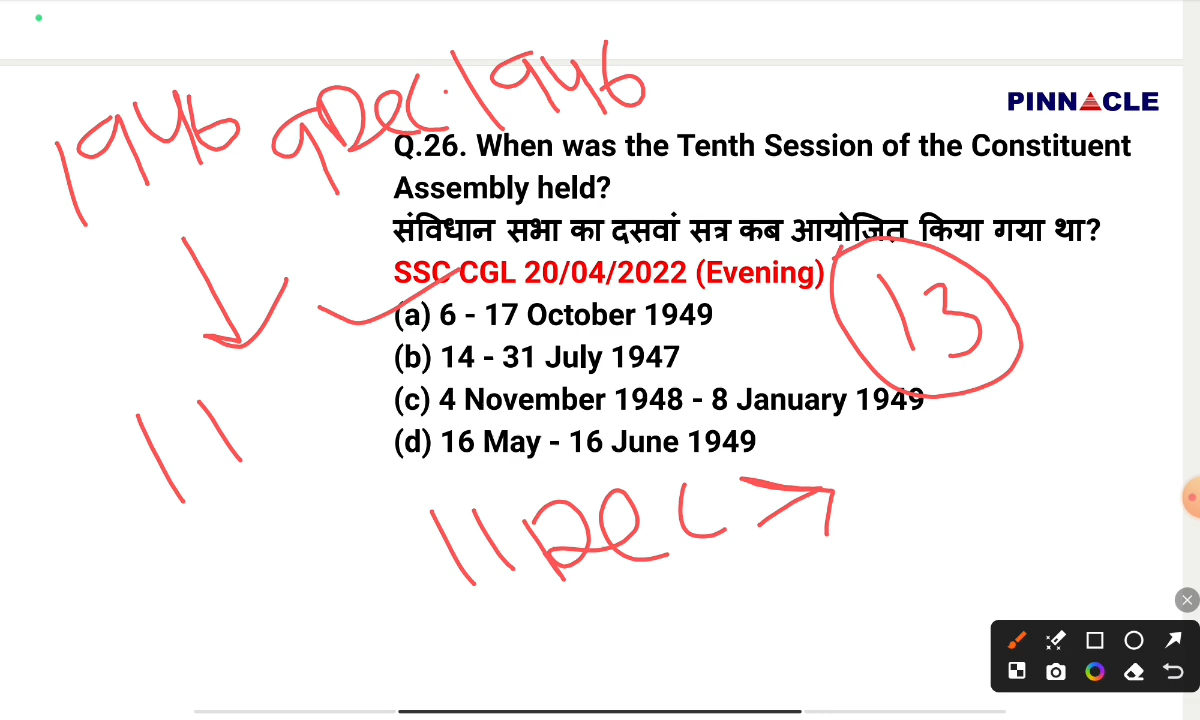 1946 9 Dec. 1946
PINNACLE
Q.26. When was the Tenth Session of the Constituent
Assembly held?
संविधान सभा का दसवां सत्र कब आयोजित किया गया था?
SSC CGL 20/04/2022 (Evening)
13
(a) 6 - 17 October 1949
(b) 14 - 31 July 1947
(c) 4 November 1948 - 8 January 1949
(d) 16 May - 16 June 1949
11
11 Dec